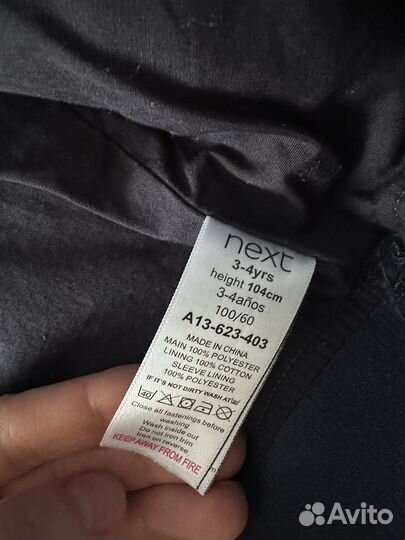 next
3-4yrs
height 104cm
3-4años
100/60
A13-623-403
MADE IN CHINA
MAIN 100% POLYESTER
LINING 100% COTTON
SLEEVE LINING
100% POLYESTER
IF IT'S NOT DIRTY WASH AT
40
Close all fastenings before
washing
Wash inside out
Do not iron trim
Iron on reverse
KEEP AWAY FROM FIRE
Avito